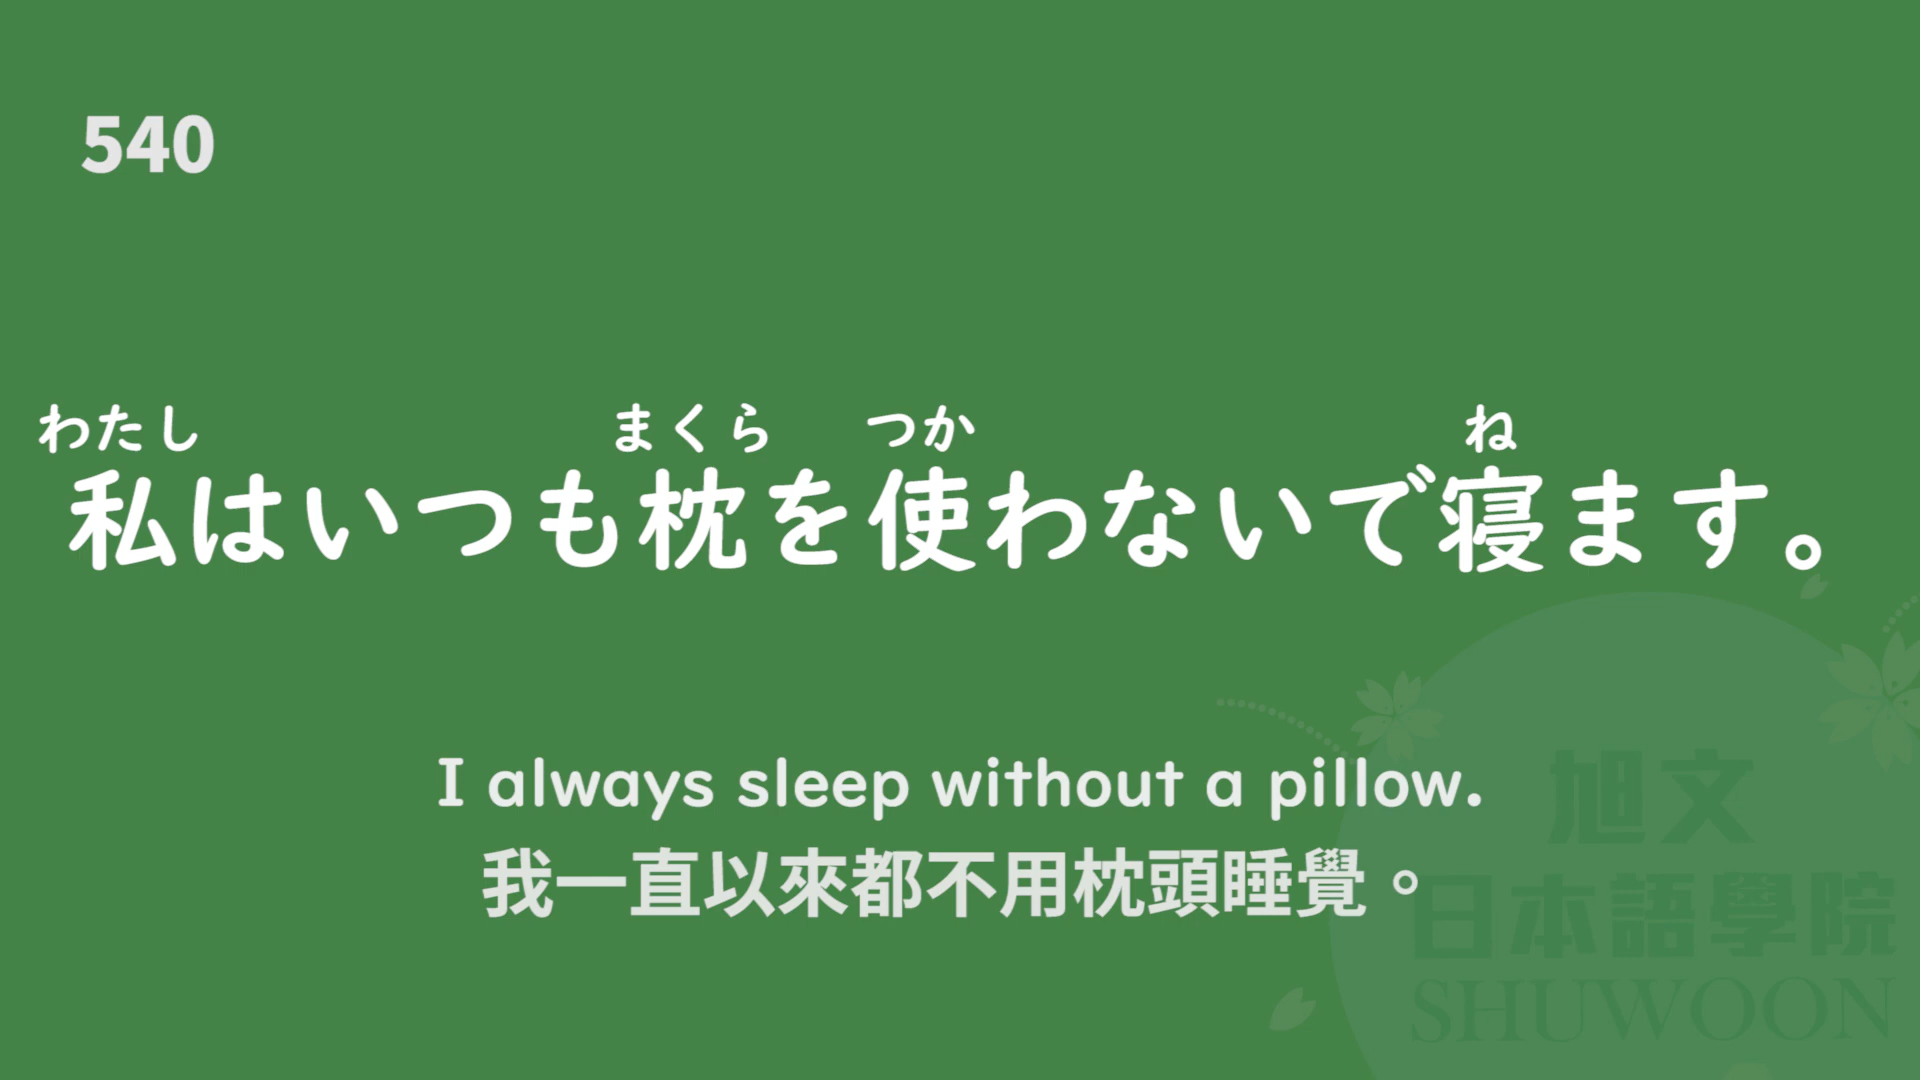 540
わたし まくら つか ね
私はいつも枕を使わないで寝ます。
I always sleep without a pillow.
我一直以來都不用枕頭睡覺。
旭文
日本語學院
SHUWOON